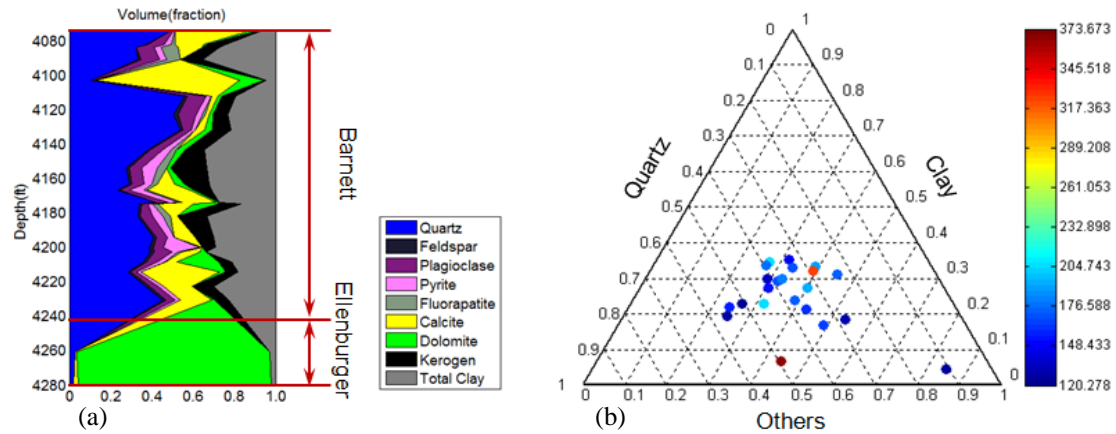 Volume(fraction)
4080
4100
4120
4140
4160
4180
4200
4220
4240
4260
4280
Depth(ft)
0 0.2 0.4 0.6 0.8 1
Barnett
Ellenburger
(a)
Quartz
Feldspar
Plagioclase
Pyrite
Fluorapatite
Calcite
Dolomite
Kerogen
Total Clay
0 1
0.1 0.9
0.2 0.8
0.3 0.7
0.6
0.5 0.5
0.6 0.4
0.7 0.3
0.8 0.2
0.9 0.1
1 0
Quartz
Clay
0 0.1 0.2 0.3 0.4 0.5 0.6 0.7 0.8 0.9 1
Others
(b)
373.673
345.518
317.363
289.208
261.053
232.898
204.743
176.588
148.433
120.278